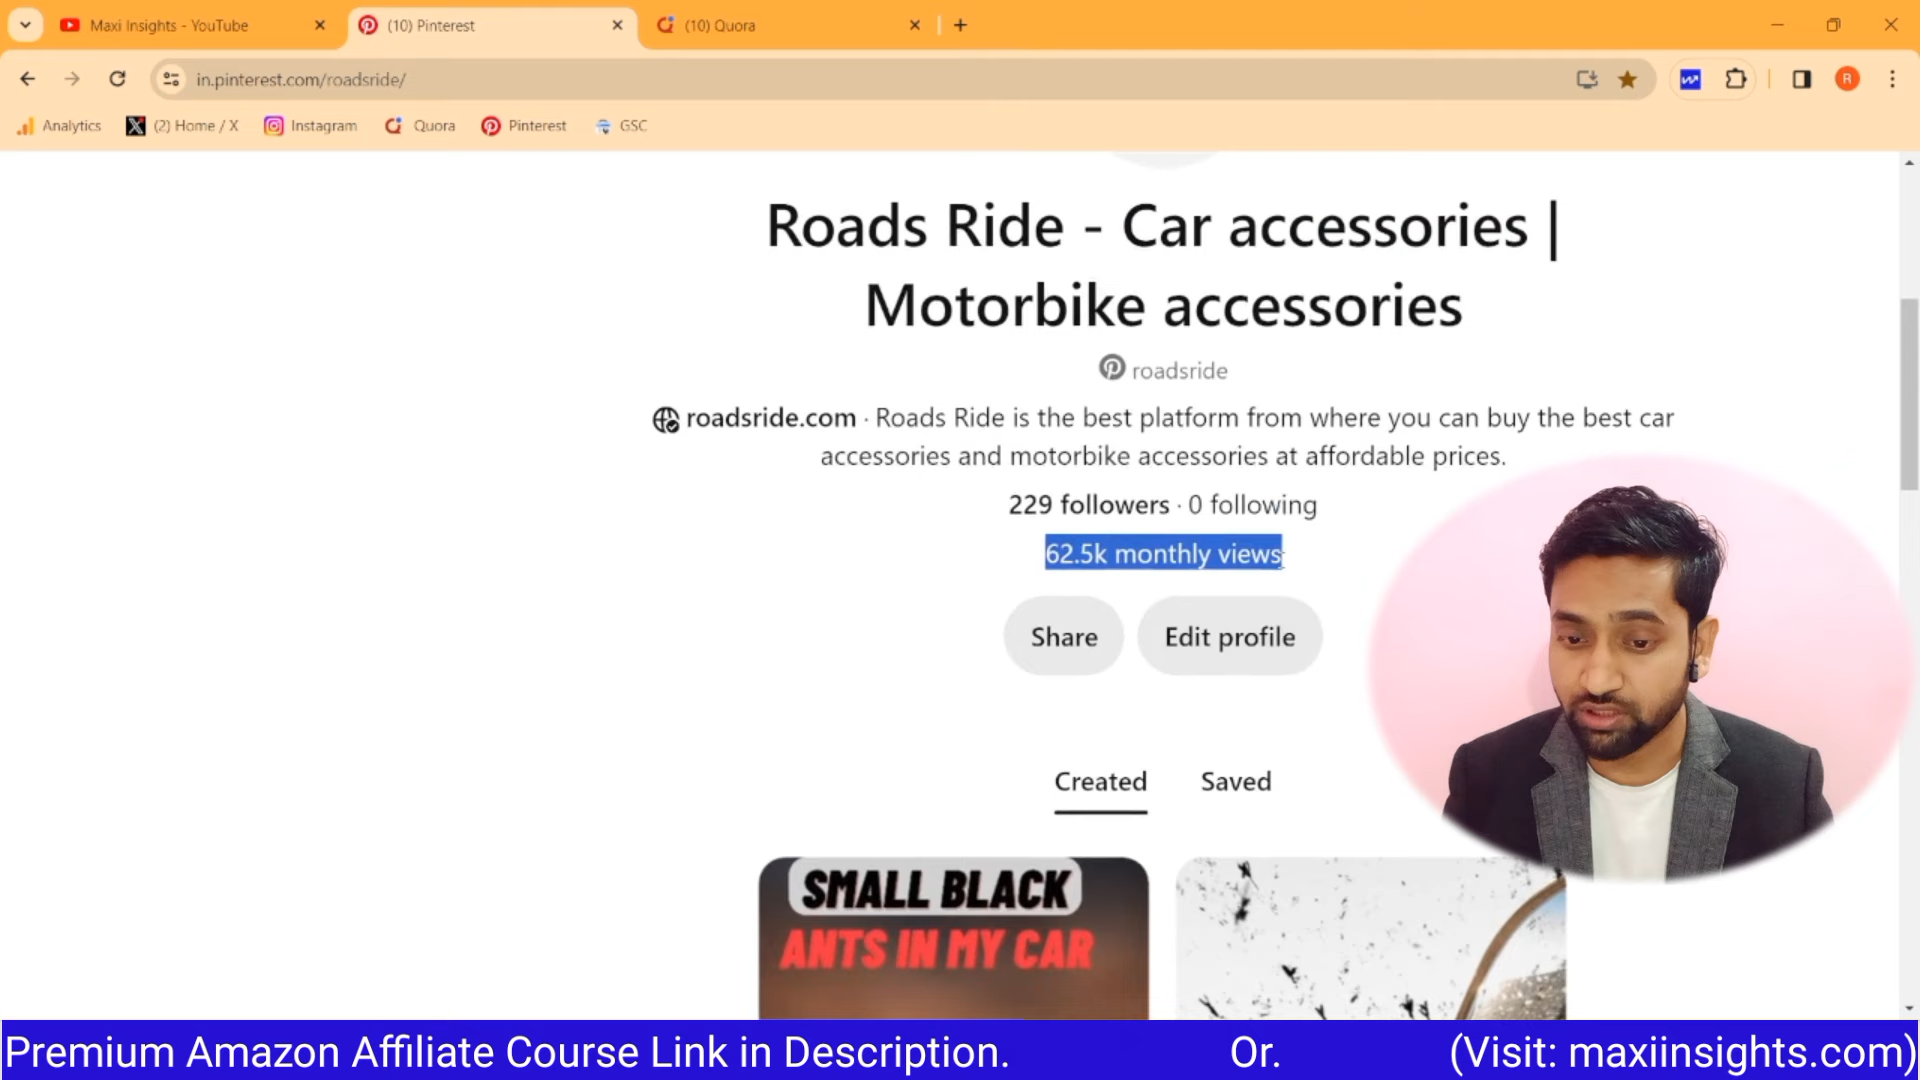 Maxi Insights - YouTube
(10) Pinterest
(10) Quora
in.pinterest.com/roadsride/
R
Analytics
(2) Home / X
Instagram
Quora
Pinterest
GSC
Roads Ride - Car accessories |
Motorbike accessories
roadsride
roadsride.com · Roads Ride is the best platform from where you can buy the best car
accessories and motorbike accessories at affordable prices.
229 followers · 0 following
62.5k monthly views
Share
Edit profile
Created
Saved
SMALL BLACK
ANTS IN MY CAR
Premium Amazon Affiliate Course Link in Description. Or. (Visit: maxiinsights.com)